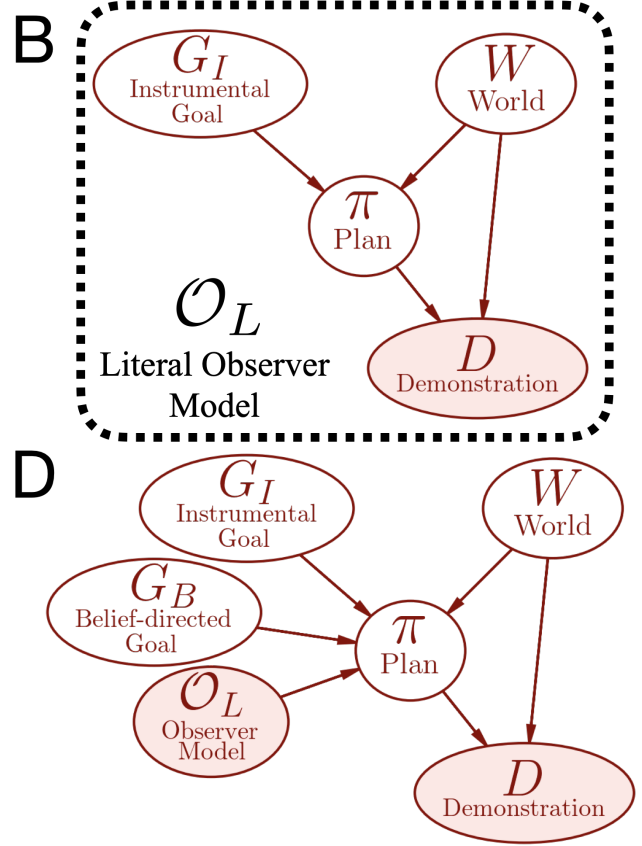 B
G_I
Instrumental
Goal
W
World
π
Plan
𝒪_L
Literal Observer
Model
D
Demonstration
D
G_I
Instrumental
Goal
W
World
G_B
Belief-directed
Goal
π
Plan
𝒪_L
Observer
Model
D
Demonstration